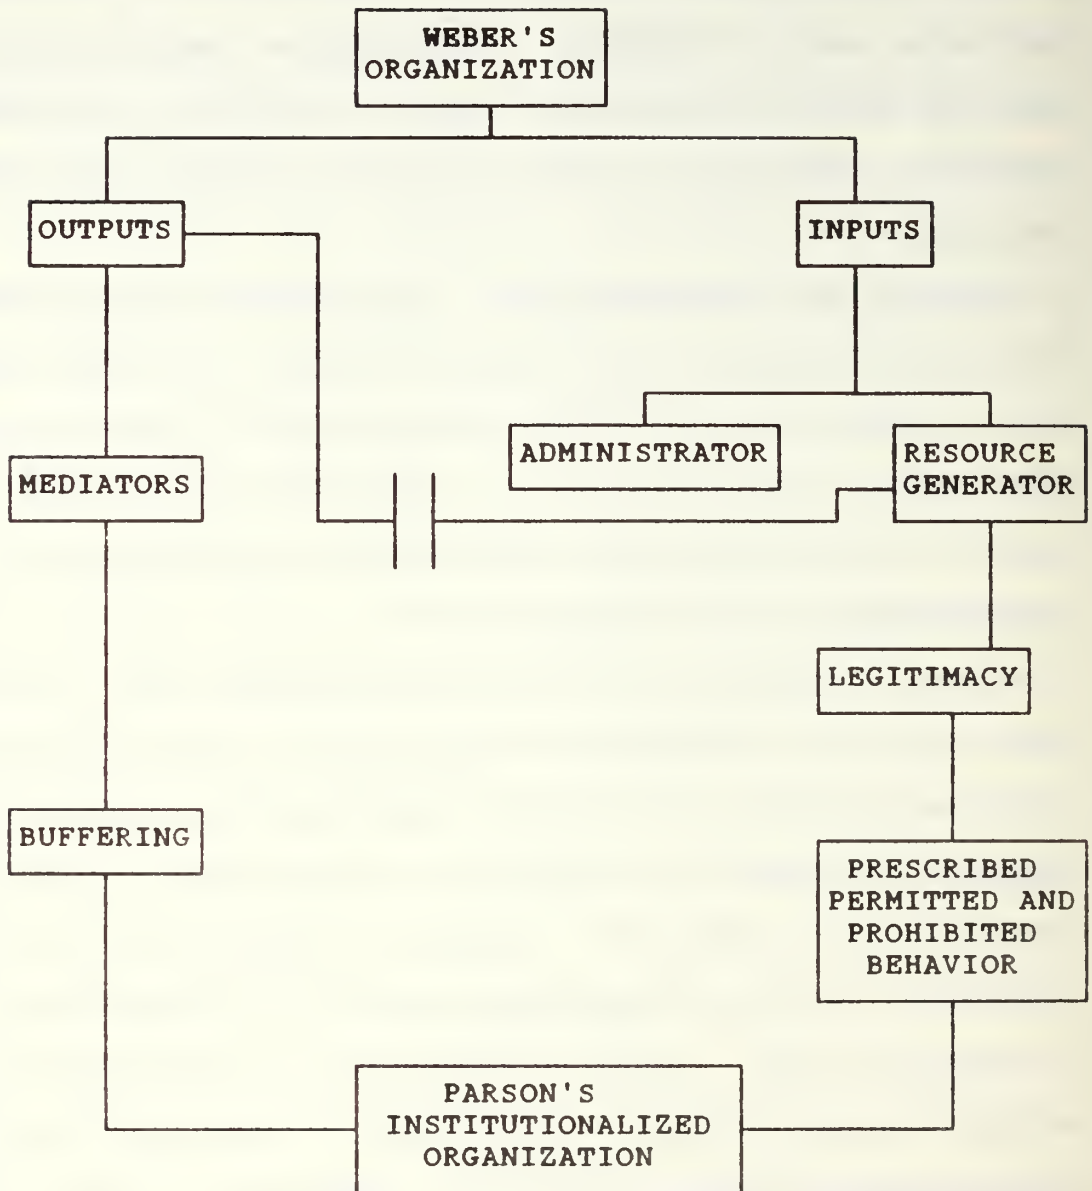 WEBER'S
ORGANIZATION
OUTPUTS
INPUTS
ADMINISTRATOR
RESOURCE
GENERATOR
MEDIATORS
LEGITIMACY
BUFFERING
PRESCRIBED
PERMITTED AND
PROHIBITED
BEHAVIOR
PARSON'S
INSTITUTIONALIZED
ORGANIZATION